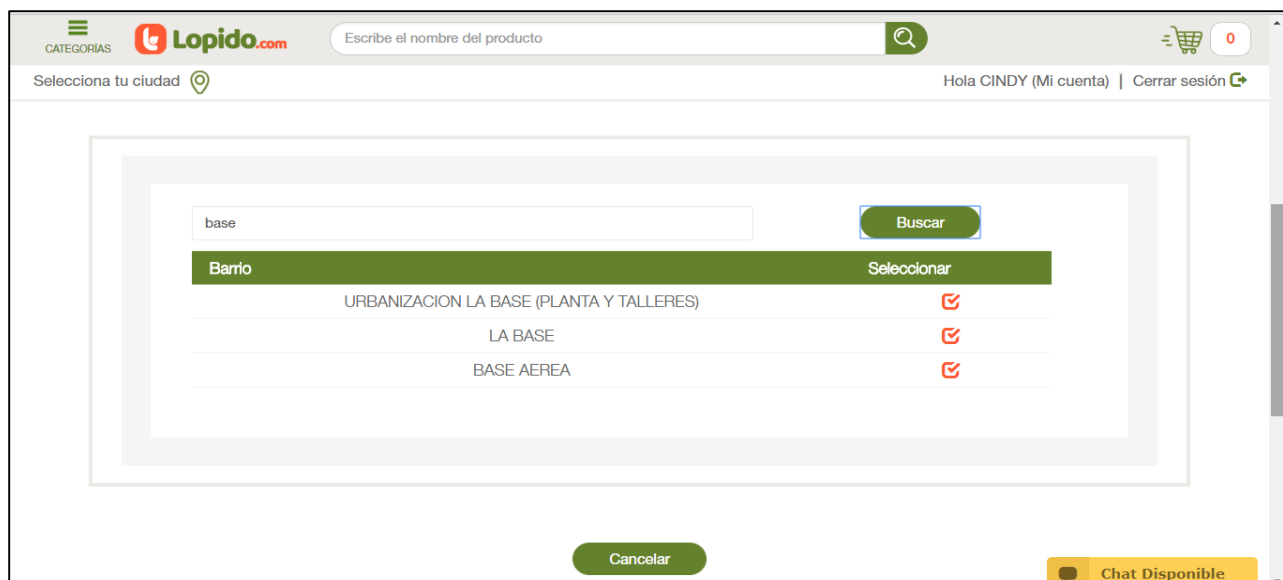 CATEGORÍAS
Lopido.com
Escribe el nombre del producto
0
Selecciona tu ciudad
Hola CINDY (Mi cuenta) | Cerrar sesión
base
Buscar
Barrio Seleccionar
URBANIZACION LA BASE (PLANTA Y TALLERES)
LA BASE
BASE AEREA
Cancelar
Chat Disponible